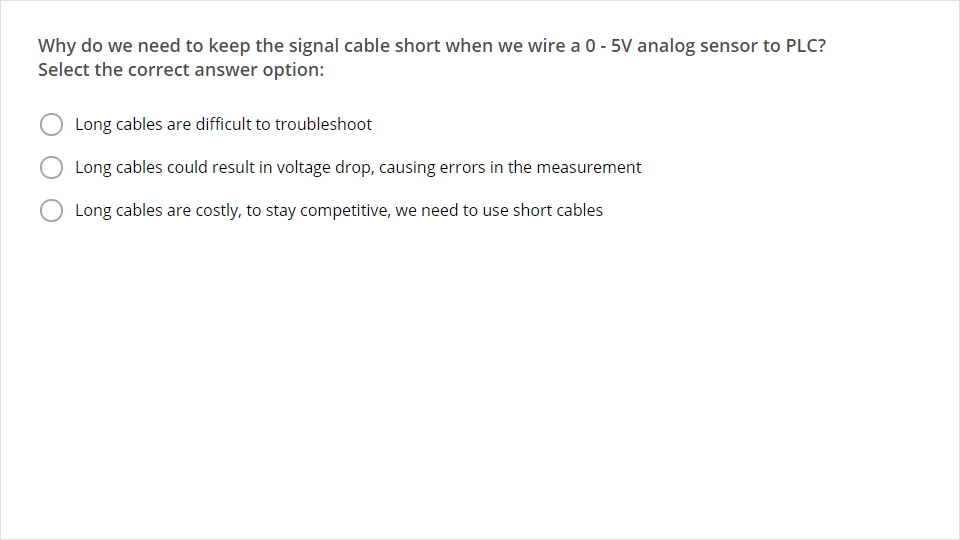 Why do we need to keep the signal cable short when we wire a 0 - 5V analog sensor to PLC?
Select the correct answer option:
Long cables are difficult to troubleshoot
Long cables could result in voltage drop, causing errors in the measurement
Long cables are costly, to stay competitive, we need to use short cables